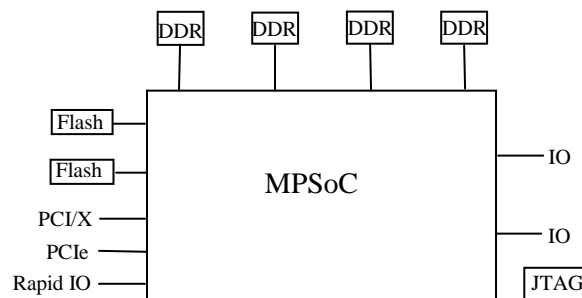 DDR DDR DDR DDR
Flash
Flash
MPSoC
IO
PCI/X
IO
PCIe
Rapid IO
JTAG